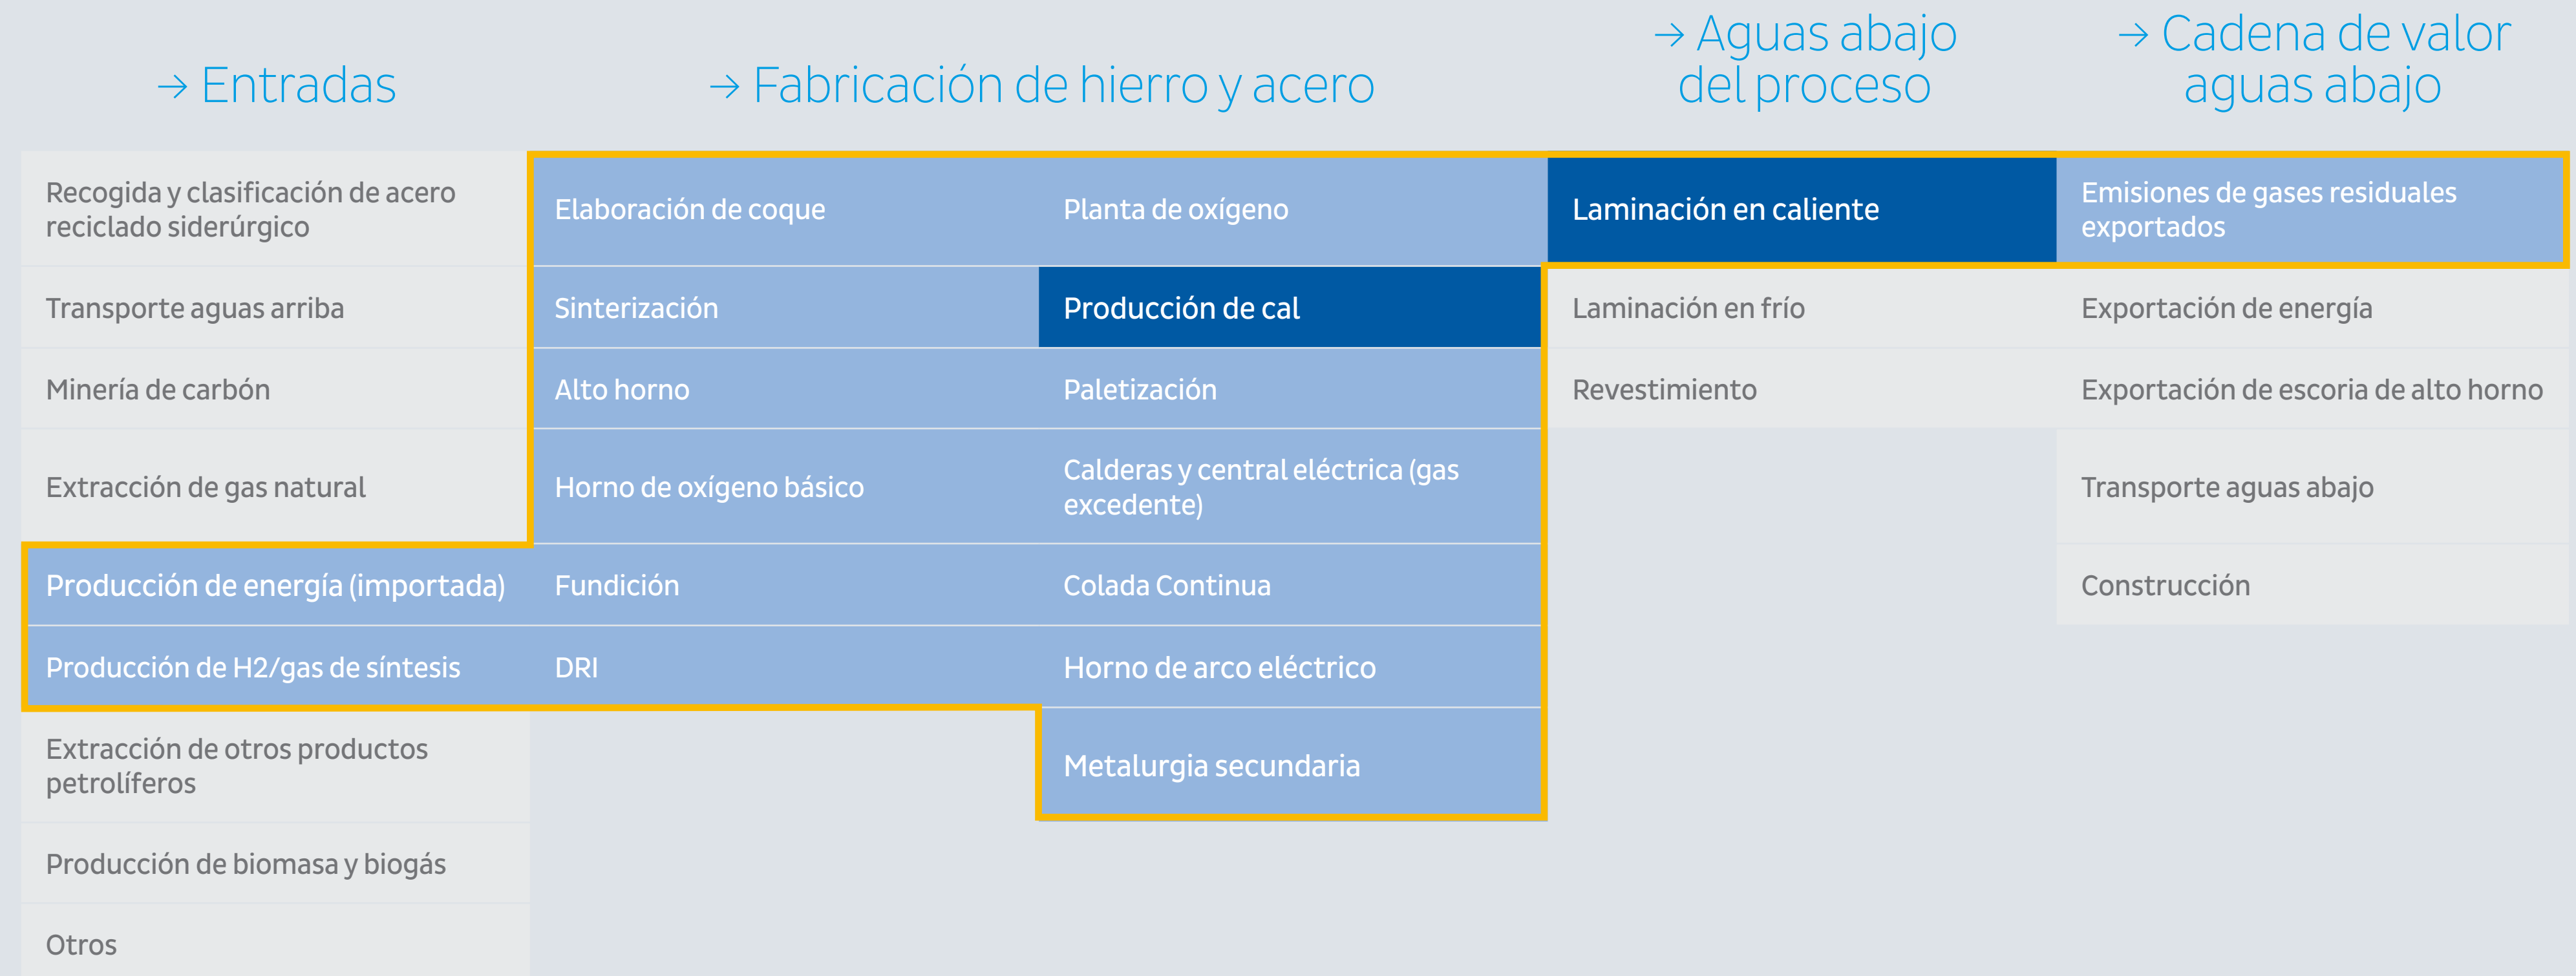 → Entradas
→ Fabricación de hierro y acero
→ Aguas abajo
del proceso
→ Cadena de valor
aguas abajo
Recogida y clasificación de acero
reciclado siderúrgico
Elaboración de coque
Planta de oxígeno
Laminación en caliente
Emisiones de gases residuales
exportados
Transporte aguas arriba
Sinterización
Producción de cal
Laminación en frío
Exportación de energía
Minería de carbón
Alto horno
Paletización
Revestimiento
Exportación de escoria de alto horno
Extracción de gas natural
Horno de oxígeno básico
Calderas y central eléctrica (gas
excedente)
Transporte aguas abajo
Producción de energía (importada)
Fundición
Colada Continua
Construcción
Producción de H2/gas de síntesis
DRI
Horno de arco eléctrico
Extracción de otros productos
petrolíferos
Metalurgia secundaria
Producción de biomasa y biogás
Otros